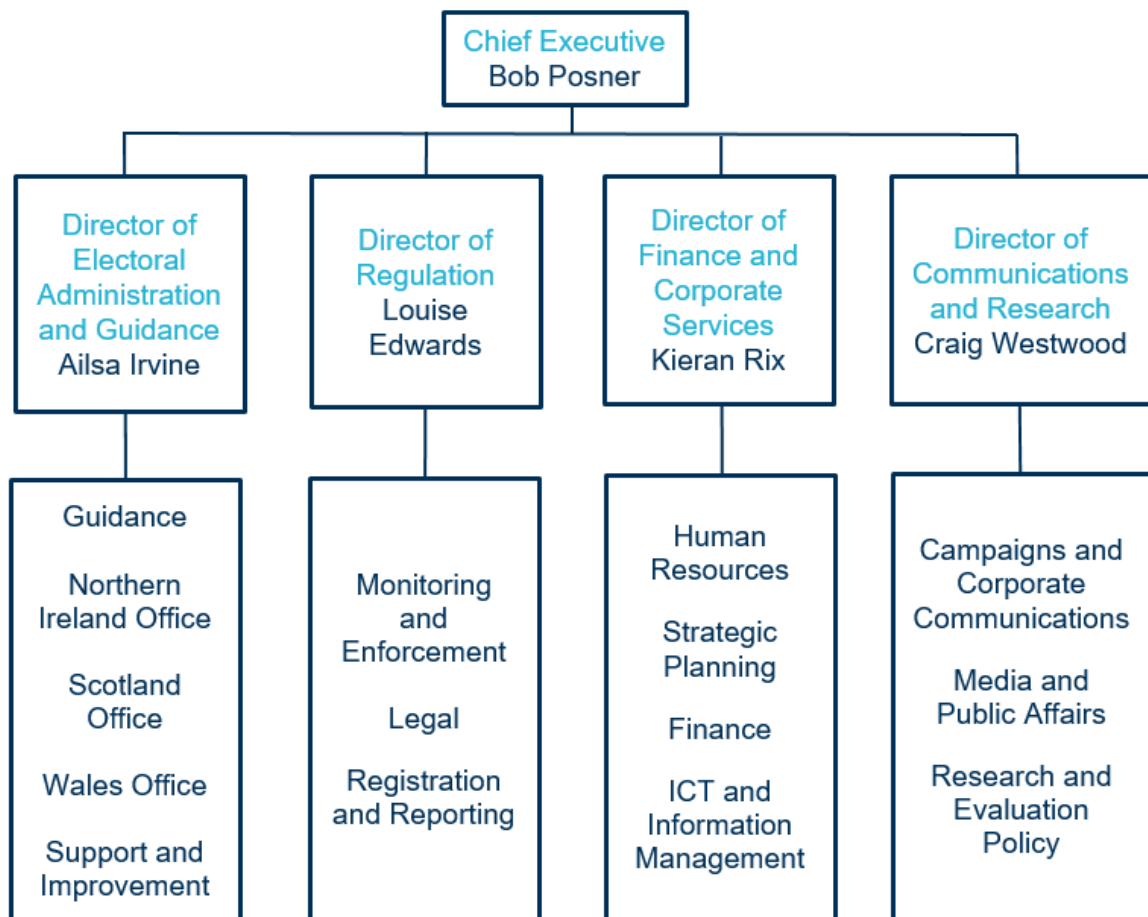 Chief Executive
Bob Posner
Director of
Electoral
Administration
and Guidance
Ailsa Irvine
Director of
Regulation
Louise
Edwards
Director of
Finance and
Corporate
Services
Kieran Rix
Director of
Communications
and Research
Craig Westwood
Guidance
Northern
Ireland Office
Scotland
Office
Wales Office
Support and
Improvement
Monitoring
and
Enforcement
Legal
Registration
and Reporting
Human
Resources
Strategic
Planning
Finance
ICT and
Information
Management
Campaigns and
Corporate
Communications
Media and
Public Affairs
Research and
Evaluation
Policy